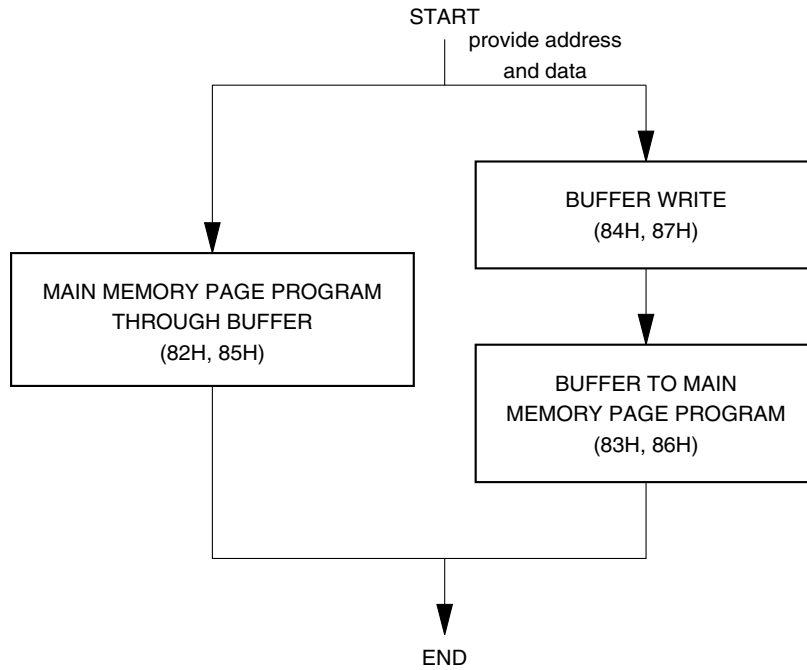 START
provide address
and data
BUFFER WRITE
(84H, 87H)
MAIN MEMORY PAGE PROGRAM
THROUGH BUFFER
(82H, 85H)
BUFFER TO MAIN
MEMORY PAGE PROGRAM
(83H, 86H)
END